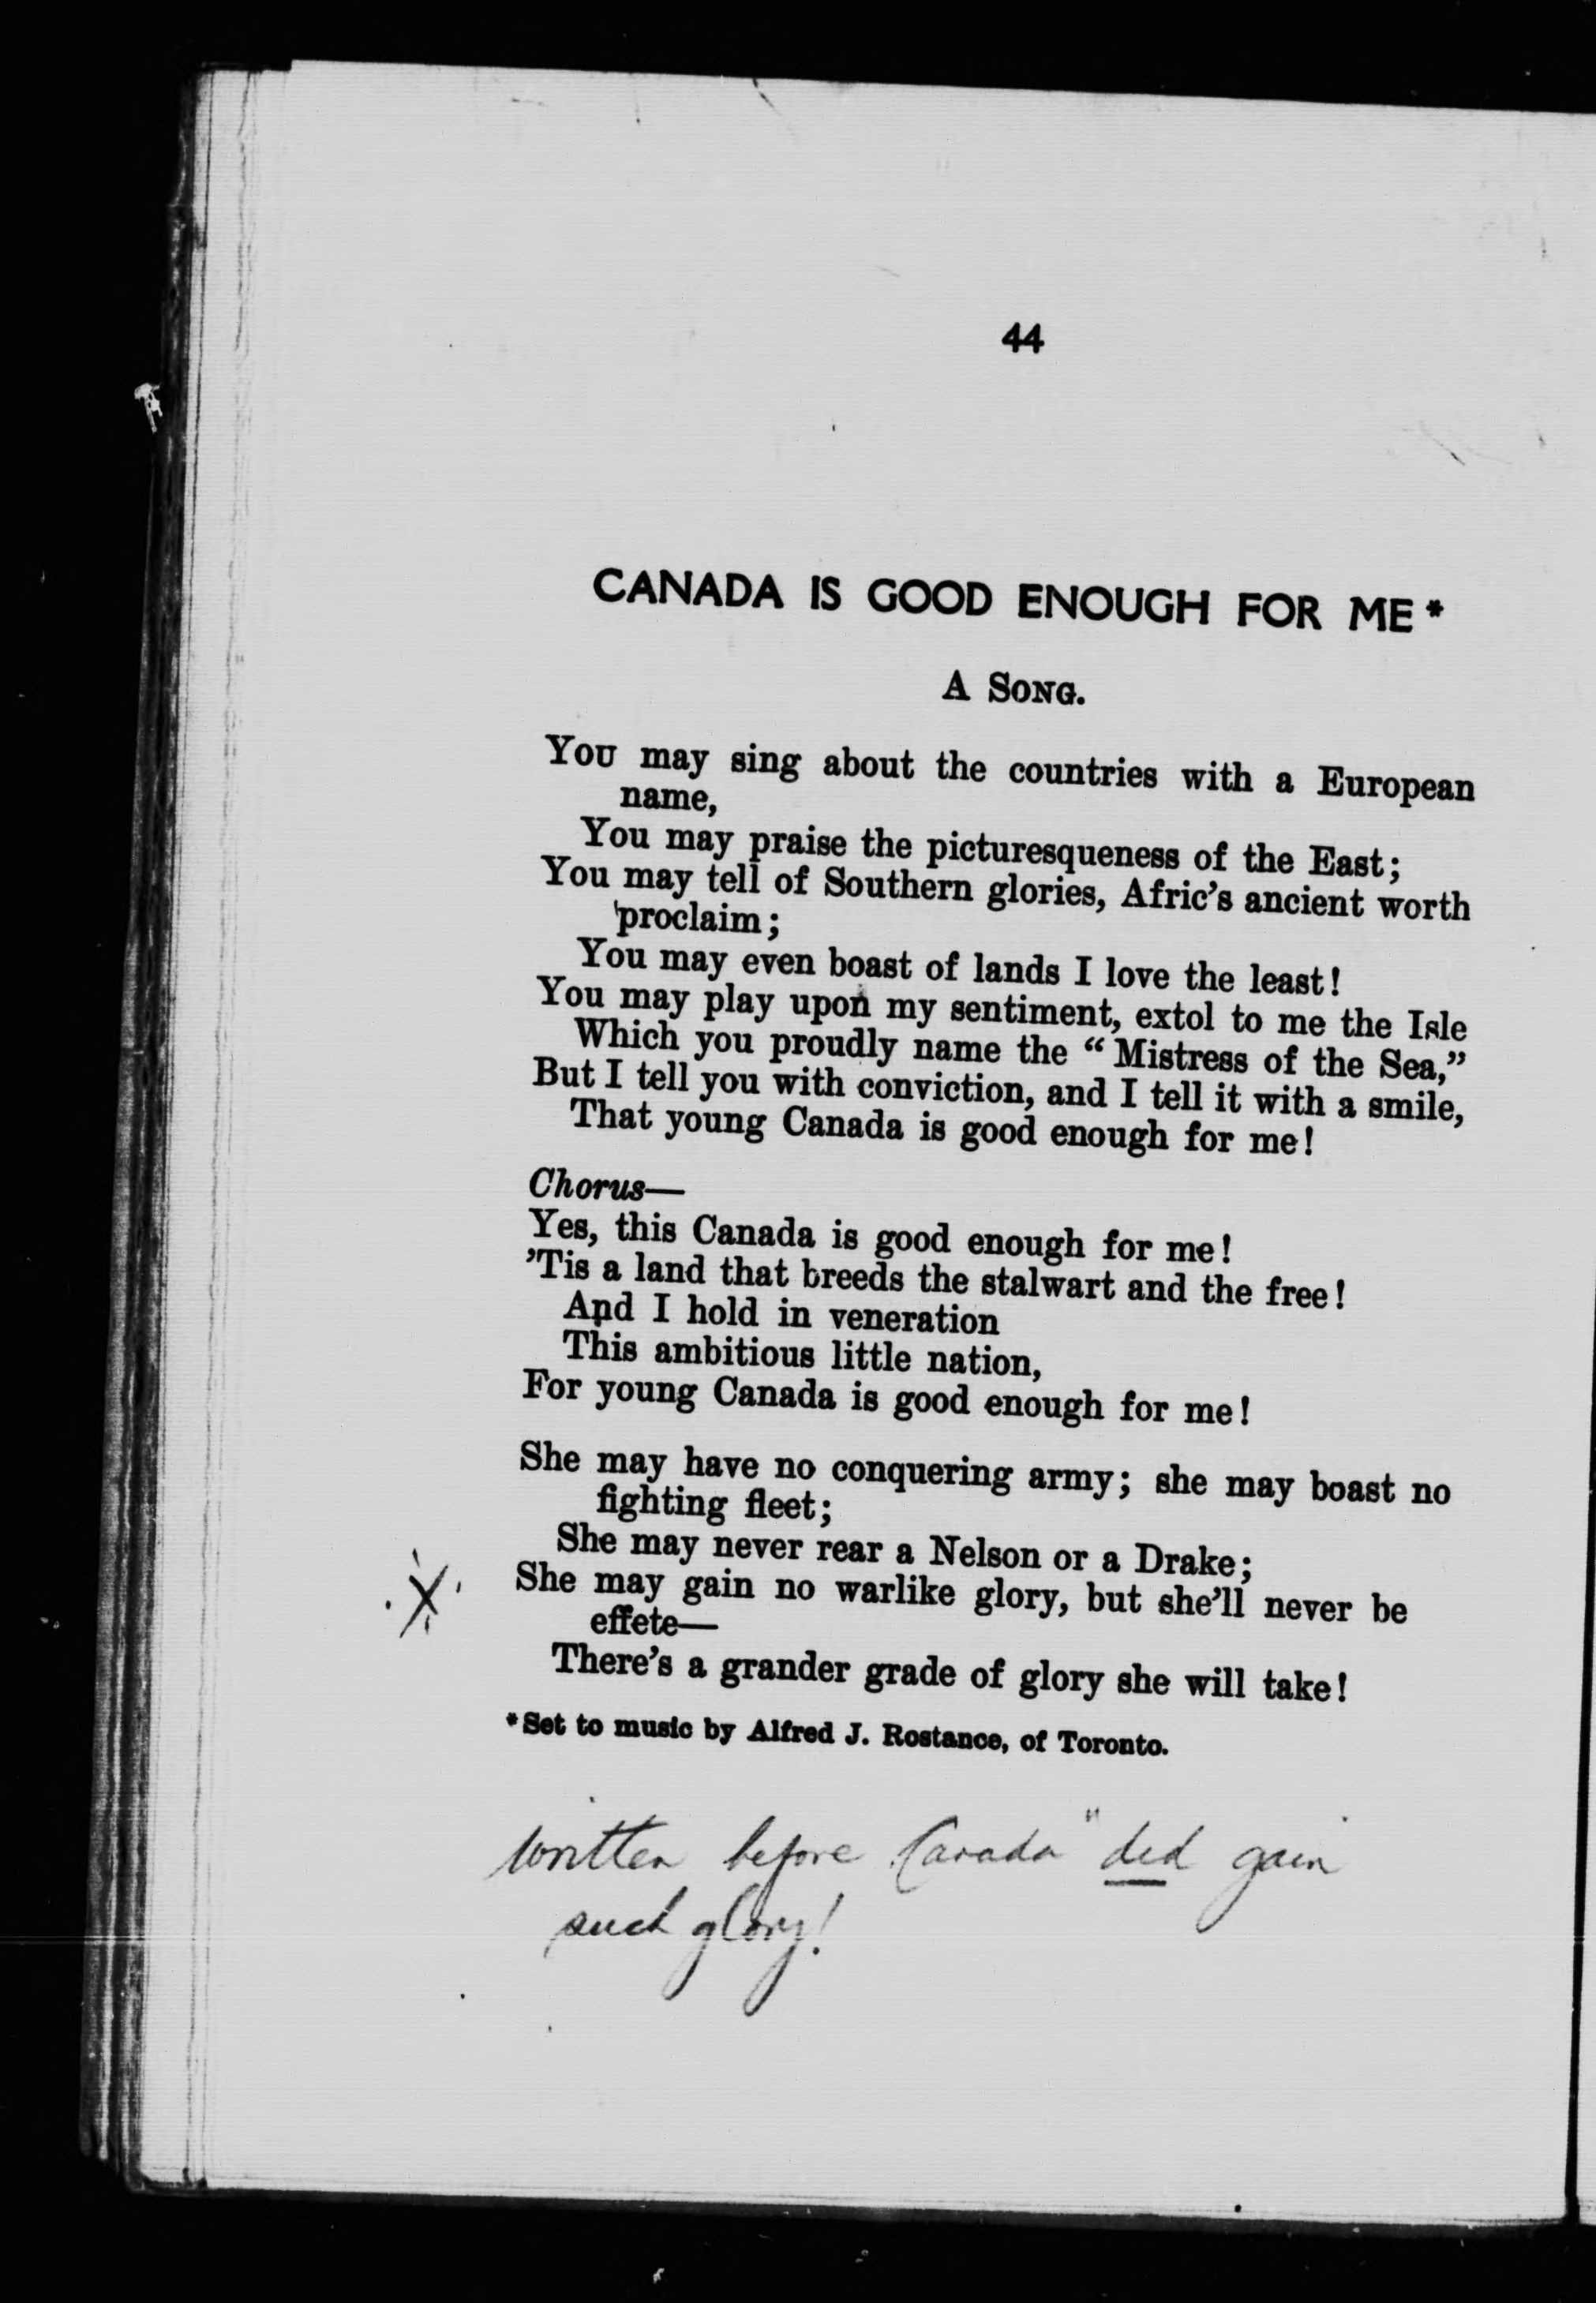 44
CANADA IS GOOD ENOUGH FOR ME*
A SONG.
YOU may sing about the countries with a European
name,
You may praise the picturesqueness of the East;
You may tell of Southern glories, Afric's ancient worth
proclaim;
You may even boast of lands I love the least!
You may play upon my sentiment, extol to me the Isle
Which you proudly name the "Mistress of the Sea,"
But I tell you with conviction, and I tell it with a smile,
That young Canada is good enough for me!
Chorus—
Yes, this Canada is good enough for me!
'Tis a land that breeds the stalwart and the free!
And I hold in veneration
This ambitious little nation,
For young Canada is good enough for me!
She may have no conquering army; she may boast no
fighting fleet;
She may never rear a Nelson or a Drake;
She may gain no warlike glory, but she'll never be
effete—
There's a grander grade of glory she will take!
*Set to music by Alfred J. Rostance, of Toronto.
Written before Canada "did gain
such glory!